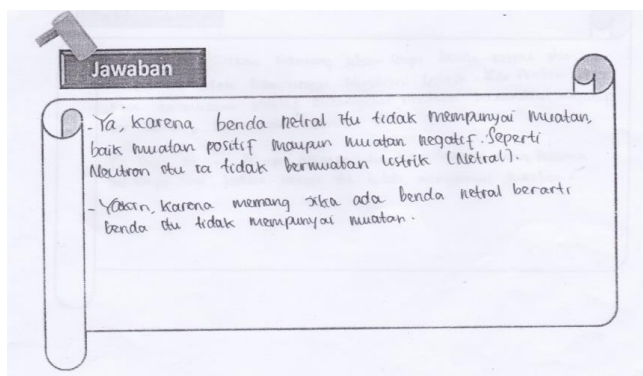 Jawaban
- Ya, karena benda netral itu tidak mempunyai muatan,
baik muatan positif maupun muatan negatif. Seperti
Neutron itu ia tidak bermuatan listrik (Netral).
- Yakin, karena memang jika ada benda netral berarti
benda itu tidak mempunyai muatan.